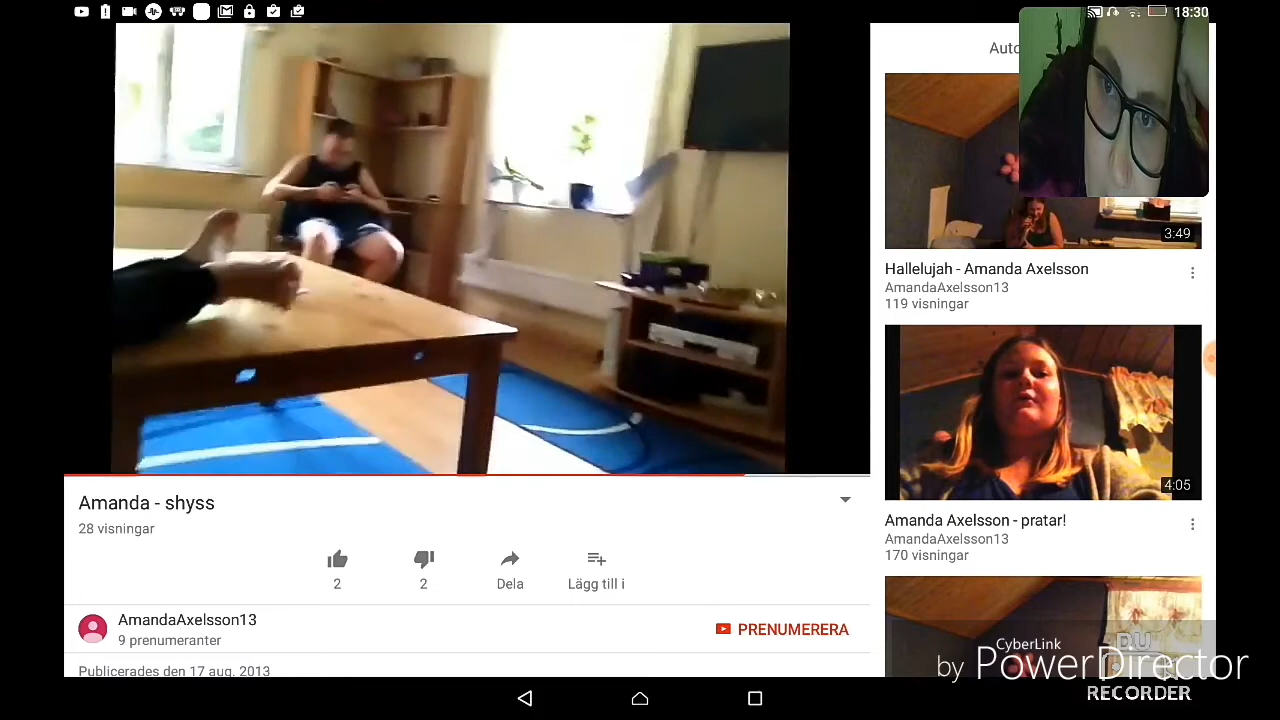 18:30
Auto
3:49
Hallelujah - Amanda Axelsson
AmandaAxelsson13
119 visningar
4:05
Amanda Axelsson - pratar!
AmandaAxelsson13
170 visningar
Amanda - shyss
28 visningar
2
2
Dela
Lägg till i
AmandaAxelsson13
9 prenumeranter
PRENUMERERA
Publicerades den 17 aug. 2013
CyberLink
by PowerDirector
DU
RECORDER